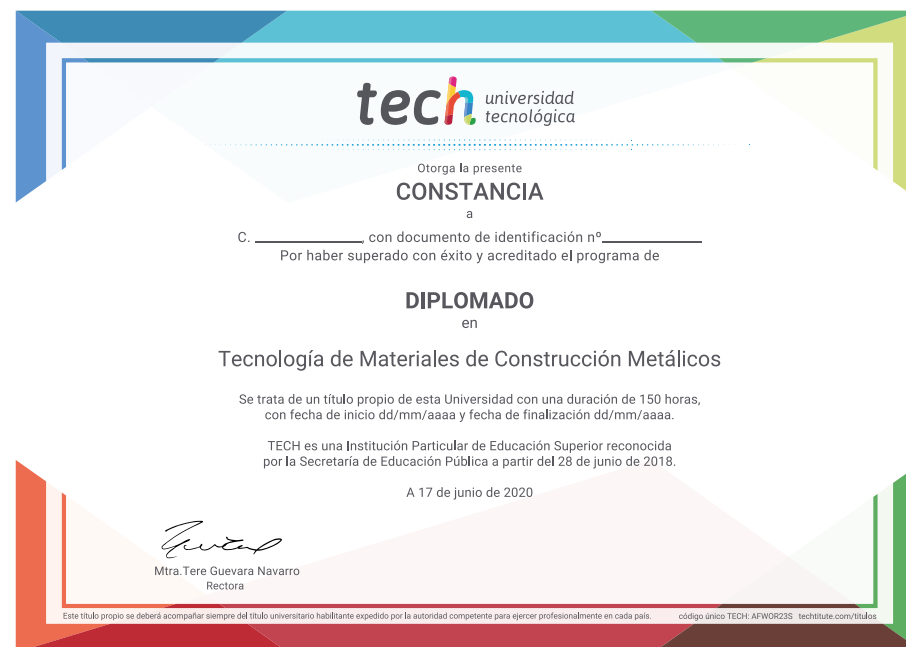 tech universidad
tecnológica
Otorga la presente
CONSTANCIA
a
C. ____________, con documento de identificación nº____________
Por haber superado con éxito y acreditado el programa de
DIPLOMADO
en
Tecnología de Materiales de Construcción Metálicos
Se trata de un título propio de esta Universidad con una duración de 150 horas,
con fecha de inicio dd/mm/aaaa y fecha de finalización dd/mm/aaaa.
TECH es una Institución Particular de Educación Superior reconocida
por la Secretaría de Educación Pública a partir del 28 de junio de 2018.
A 17 de junio de 2020
Mtra.Tere Guevara Navarro
Rectora
Este título propio se deberá acompañar siempre del título universitario habilitante expedido por la autoridad competente para ejercer profesionalmente en cada país. código único TECH: AFWOR23S techtitute.com/titulos